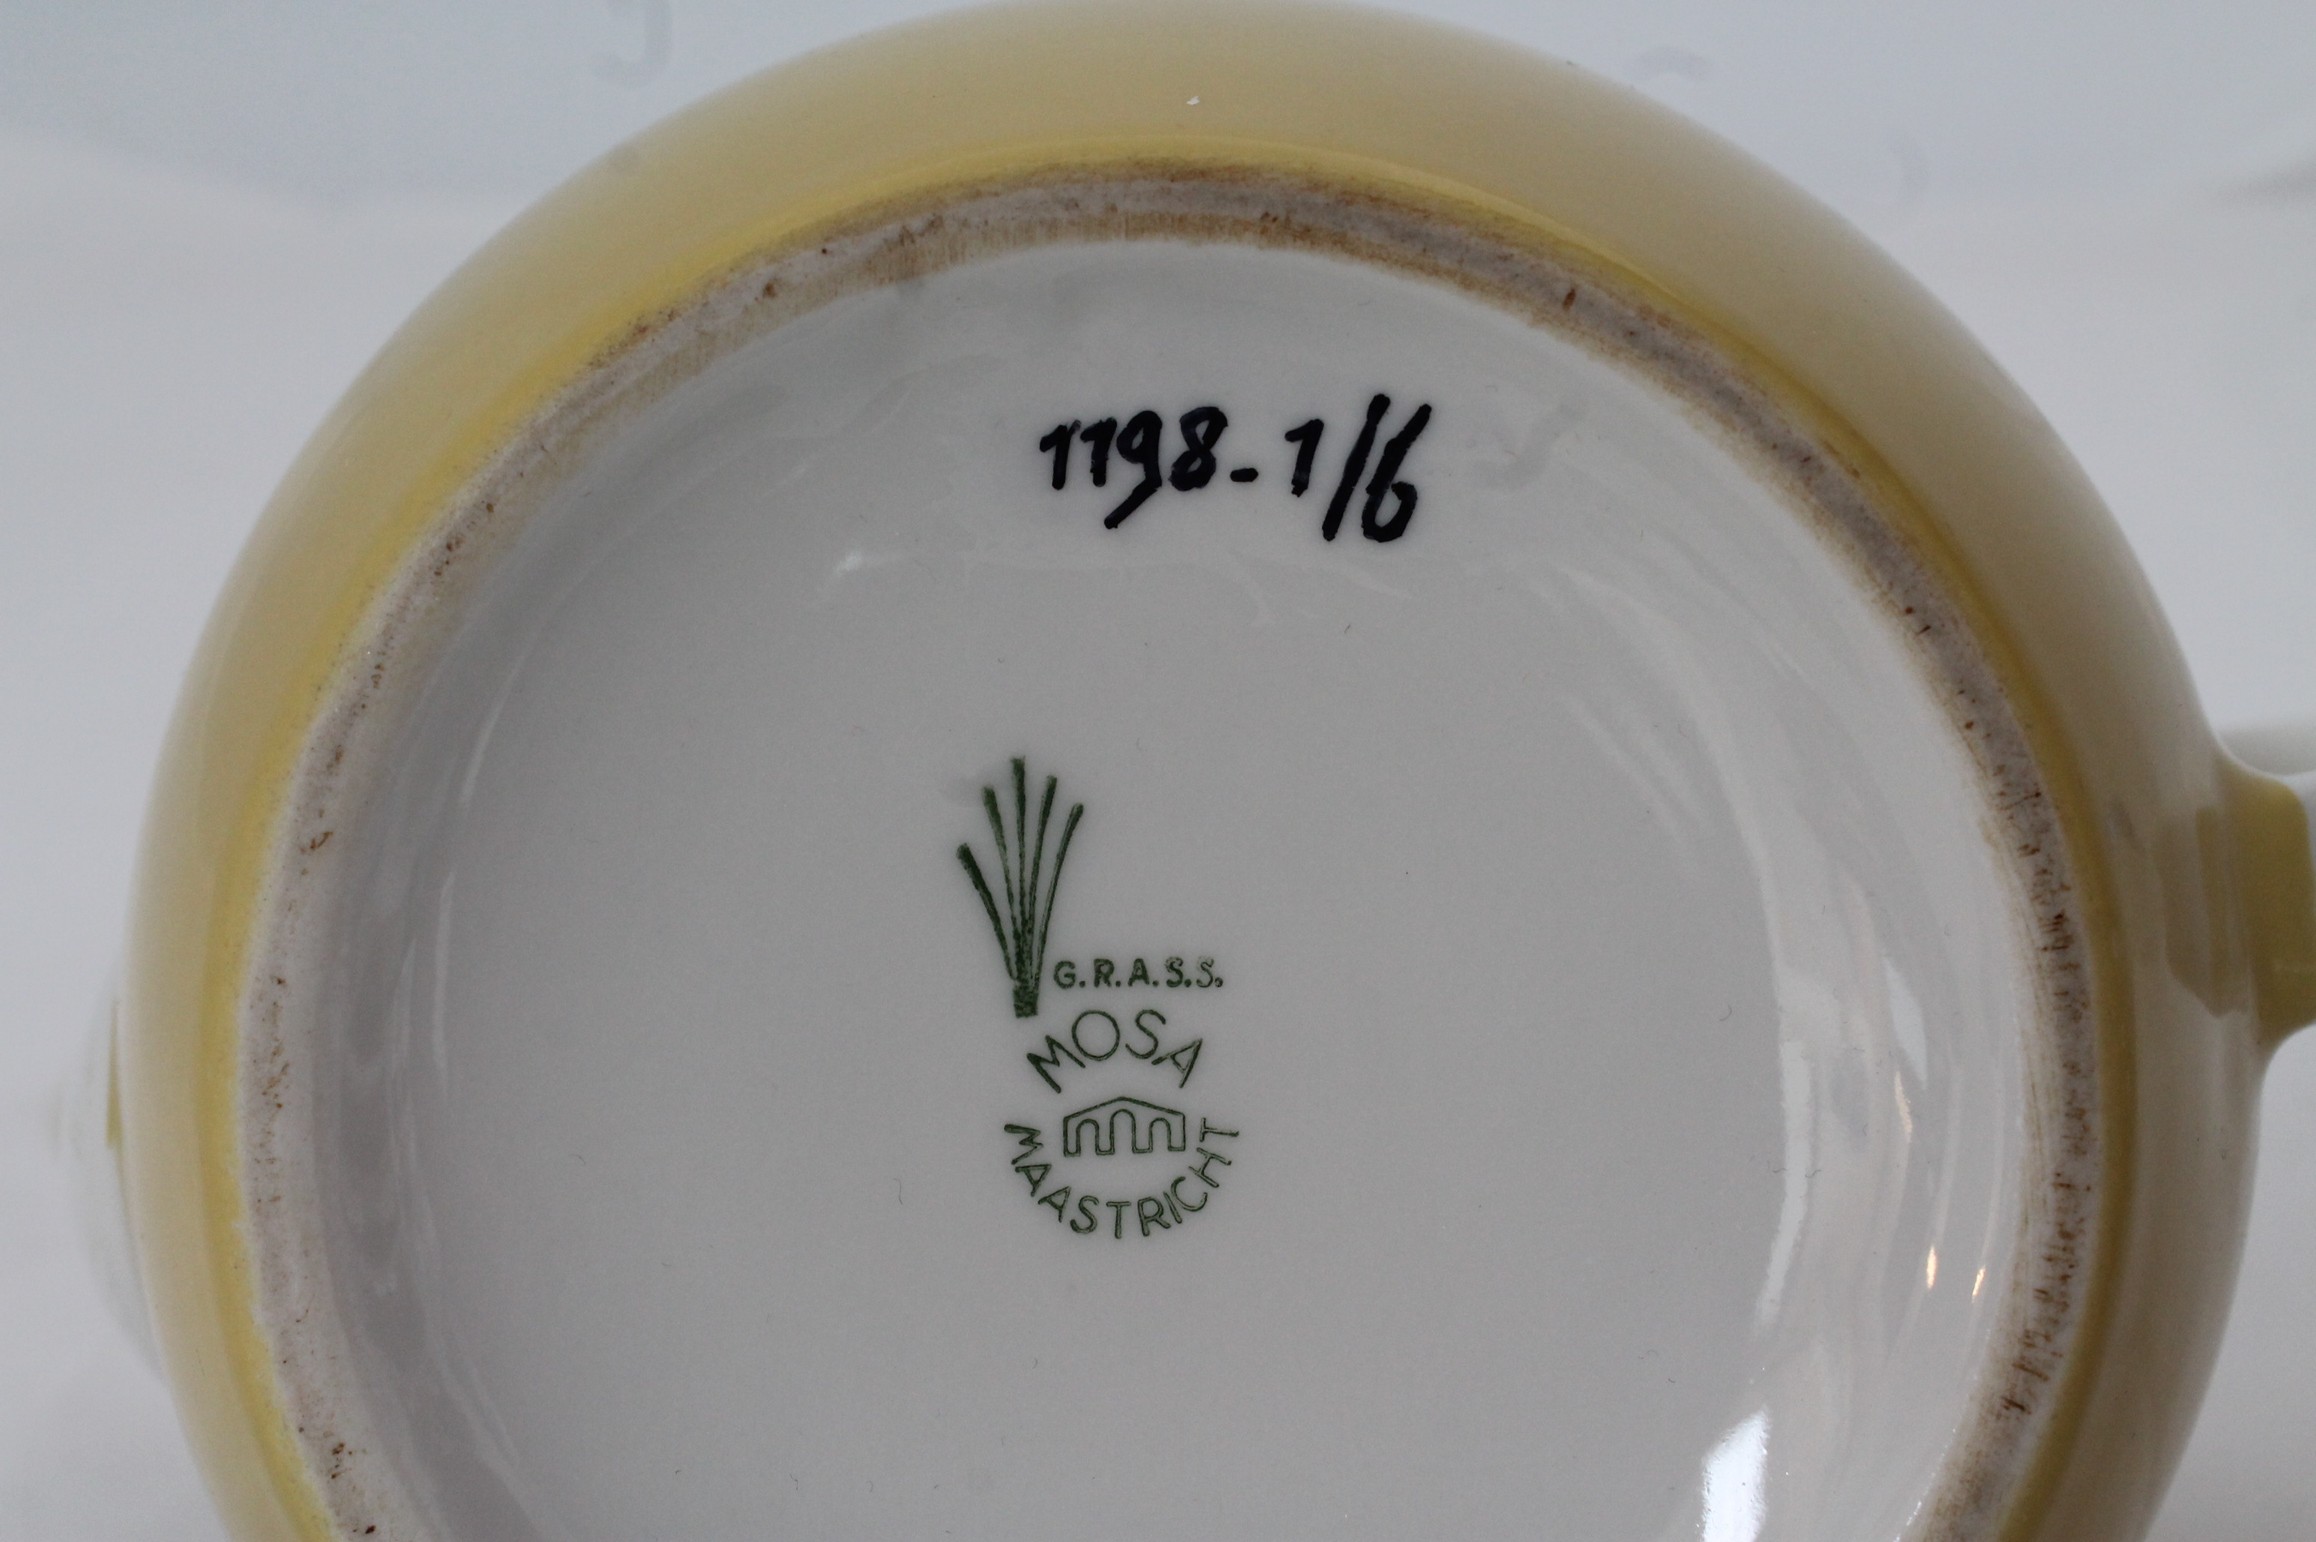 1198-1/6
G.R.A.S.S.
MOSA
MAASTRICHT